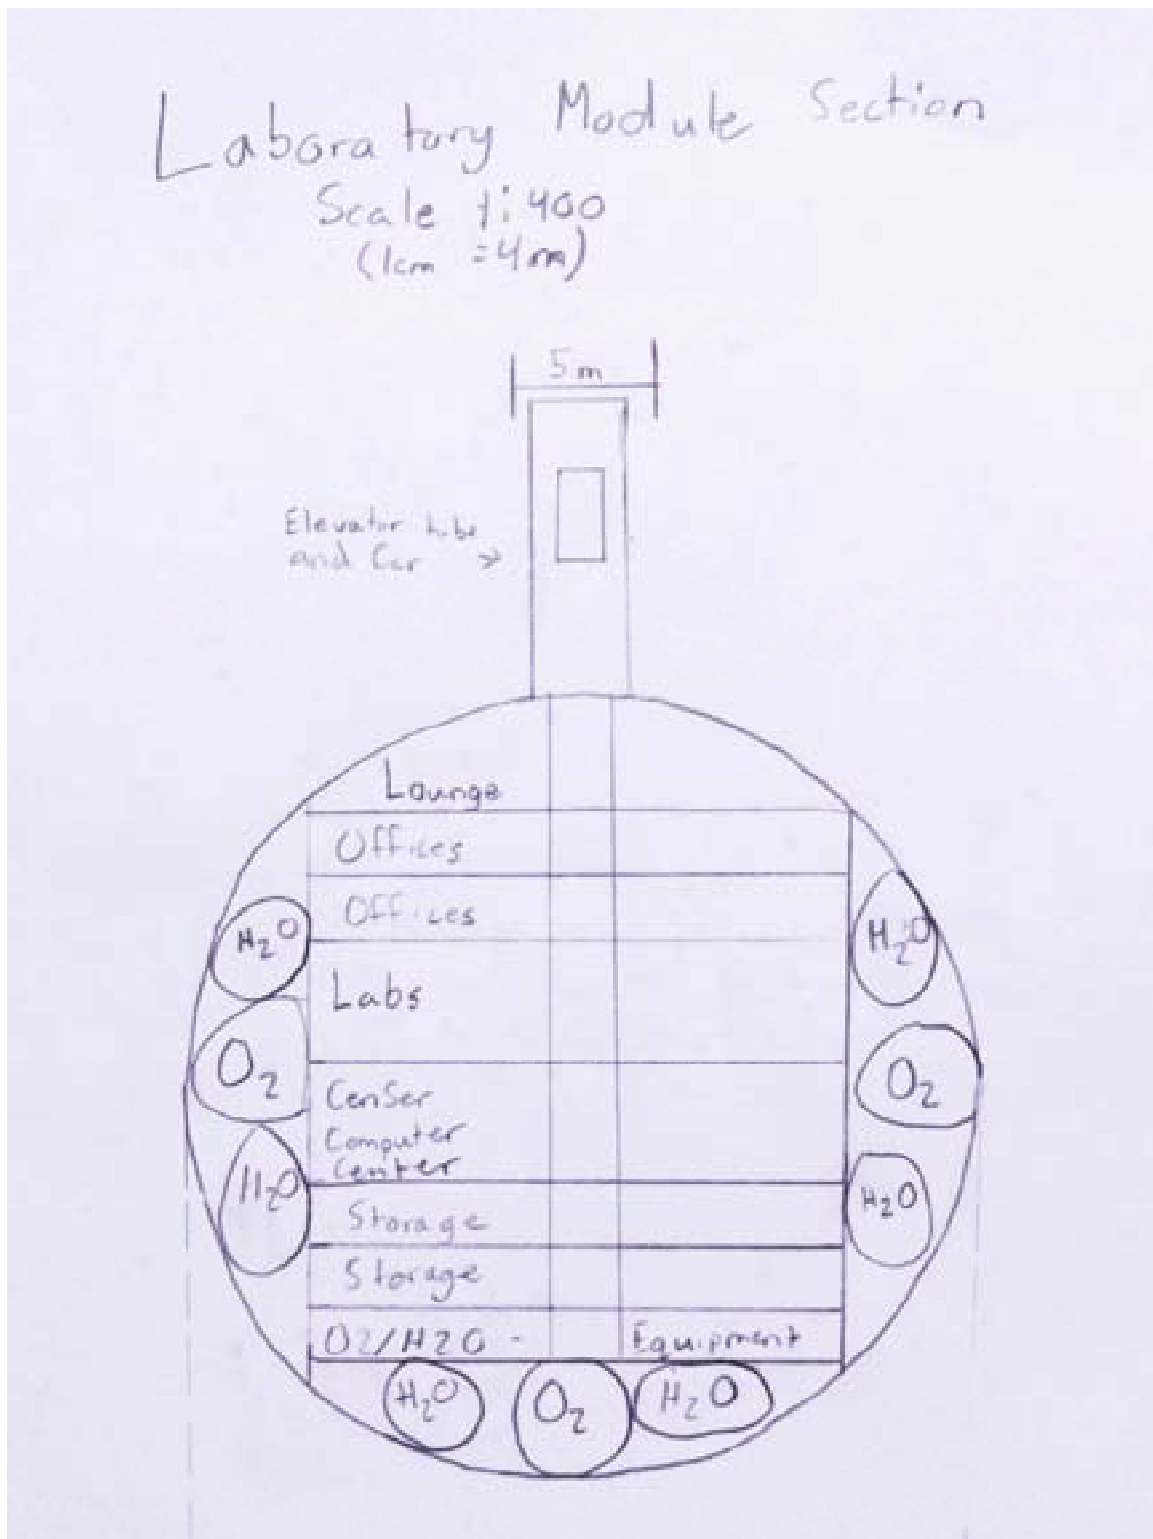 Laboratory Module Section
Scale 1:400
(1cm = 4m)
5m
Elevator tube
and Car →
Lounge
Offices
Offices
H2O
H2O
Labs
O2
O2
CenSer
Computer
Center
H2O
H2O
Storage
Storage
O2/H2O - Equipment
H2O
O2
H2O